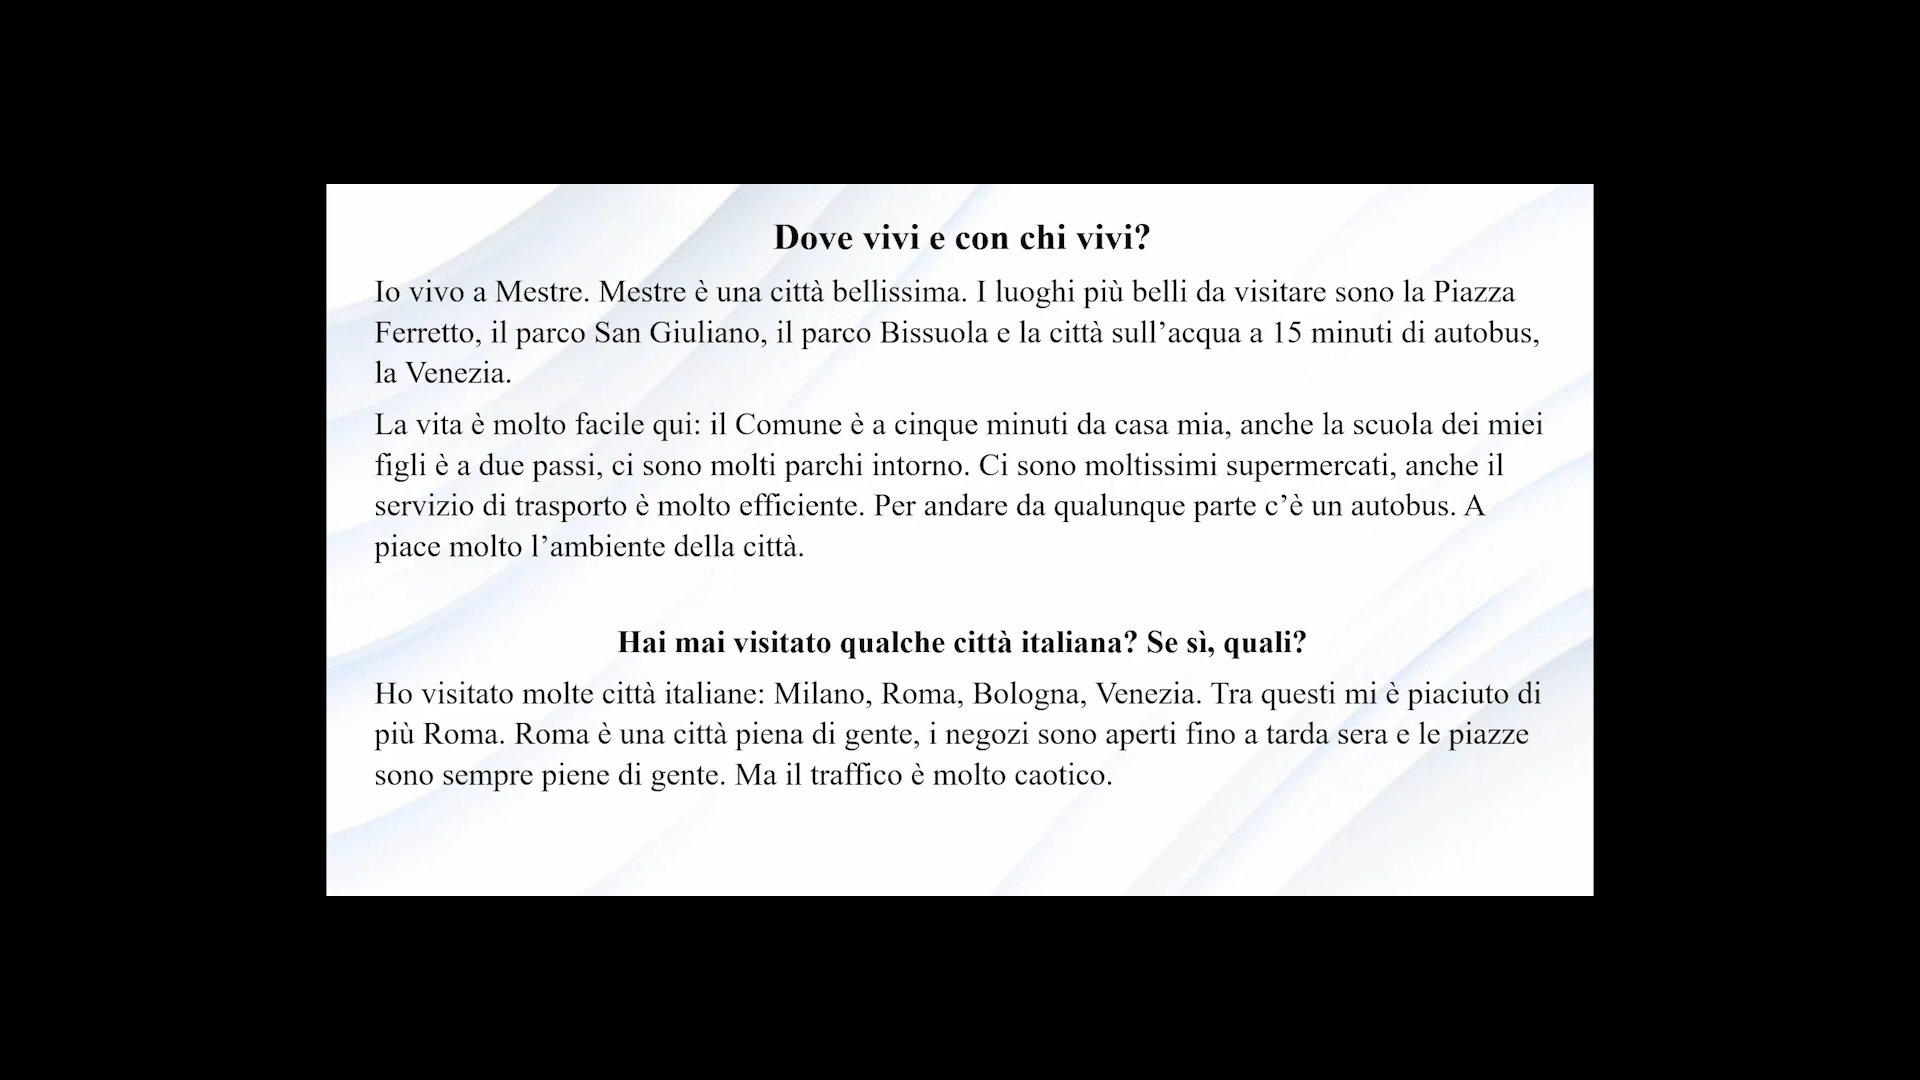 Dove vivi e con chi vivi?
Io vivo a Mestre. Mestre è una città bellissima. I luoghi più belli da visitare sono la Piazza
Ferretto, il parco San Giuliano, il parco Bissuola e la città sull’acqua a 15 minuti di autobus,
la Venezia.
La vita è molto facile qui: il Comune è a cinque minuti da casa mia, anche la scuola dei miei
figli è a due passi, ci sono molti parchi intorno. Ci sono moltissimi supermercati, anche il
servizio di trasporto è molto efficiente. Per andare da qualunque parte c’è un autobus. A
piace molto l’ambiente della città.
Hai mai visitato qualche città italiana? Se sì, quali?
Ho visitato molte città italiane: Milano, Roma, Bologna, Venezia. Tra questi mi è piaciuto di
più Roma. Roma è una città piena di gente, i negozi sono aperti fino a tarda sera e le piazze
sono sempre piene di gente. Ma il traffico è molto caotico.